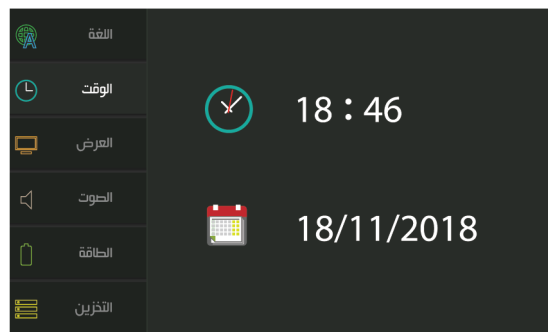 اللغة
الوقت
العرض
الصوت
الطاقة
التخزين
18 : 46
18/11/2018